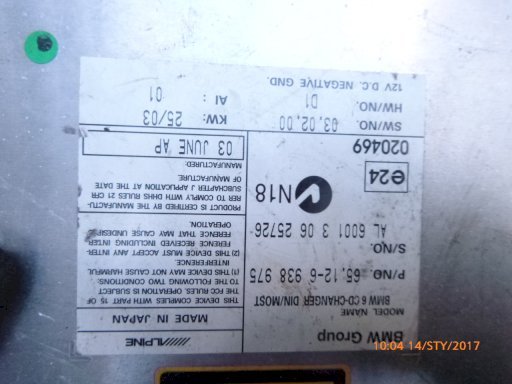 BMW Group
MODEL NAME
BMW 6 CD-CHANGER DIN/MOST
P/NO. 65.12-6 938 975
S/NO.
AL 6001 3 06 25726
N18
e24
020469
SW/NO. 03.02.00
HW/NO. D1
12V D.C. NEGATIVE GND.
ALPINE
MADE IN JAPAN
THIS DEVICE COMPLIES WITH PART 15 OF
THE FCC RULES. OPERATION IS SUBJECT
TO THE FOLLOWING TWO CONDITIONS:
(1) THIS DEVICE MAY NOT CAUSE HARMFUL
INTERFERENCE.
(2) THIS DEVICE MUST ACCEPT ANY INTER-
FERENCE RECEIVED INCLUDING INTER-
FERENCE THAT MAY CAUSE UNDESIRED
OPERATION.
PRODUCT IS CERTIFIED BY THE MANUFACTU-
RER TO COMPLY WITH DHHS RULES 21 CFR
SUBCHAPTER J APPLICATION AT THE DATE
OF MANUFACTURE.
MANUFACTURED:
03 JUNE AP
KW: 25/03
AI: 01
10:04 14/STY/2017